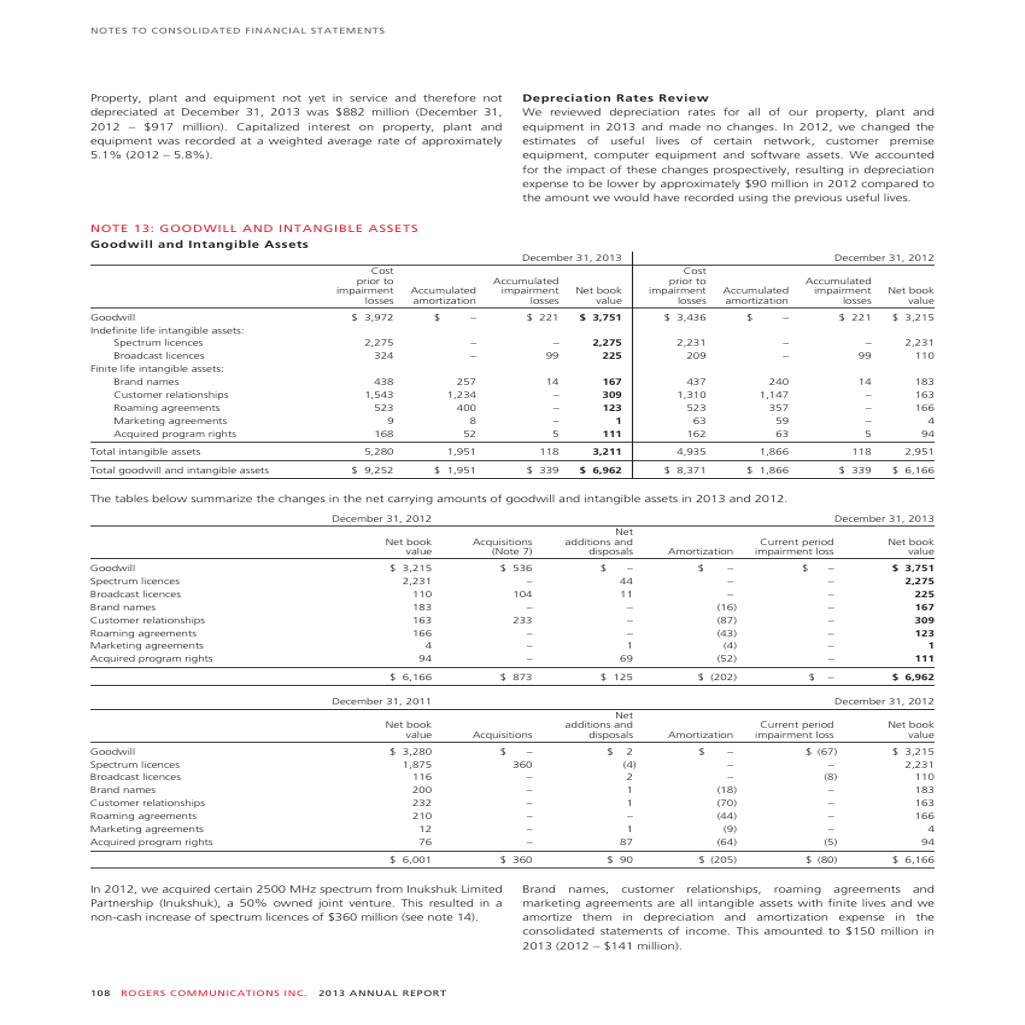 NOTES TO CONSOLIDATED FINANCIAL STATEMENTS
Property, plant and equipment not yet in service and therefore not
depreciated at December 31, 2013 was $882 million (December 31,
2012 – $917 million). Capitalized interest on property, plant and
equipment was recorded at a weighted average rate of approximately
5.1% (2012 – 5.8%).
Depreciation Rates Review
We reviewed depreciation rates for all of our property, plant and
equipment in 2013 and made no changes. In 2012, we changed the
estimates of useful lives of certain network, customer premise
equipment, computer equipment and software assets. We accounted
for the impact of these changes prospectively, resulting in depreciation
expense to be lower by approximately $90 million in 2012 compared to
the amount we would have recorded using the previous useful lives.
NOTE 13: GOODWILL AND INTANGIBLE ASSETS
Goodwill and Intangible Assets
December 31, 2013 December 31, 2012
Cost Cost
prior to Accumulated prior to Accumulated
impairment Accumulated impairment Net book impairment Accumulated impairment Net book
losses amortization losses value losses amortization losses value
Goodwill $ 3,972 $ – $ 221 $ 3,751 $ 3,436 $ – $ 221 $ 3,215
Indefinite life intangible assets:
Spectrum licences 2,275 – – 2,275 2,231 – – 2,231
Broadcast licences 324 – 99 225 209 – 99 110
Finite life intangible assets:
Brand names 438 257 14 167 437 240 14 183
Customer relationships 1,543 1,234 – 309 1,310 1,147 – 163
Roaming agreements 523 400 – 123 523 357 – 166
Marketing agreements 9 8 – 1 63 59 – 4
Acquired program rights 168 52 5 111 162 63 5 94
Total intangible assets 5,280 1,951 118 3,211 4,935 1,866 118 2,951
Total goodwill and intangible assets $ 9,252 $ 1,951 $ 339 $ 6,962 $ 8,371 $ 1,866 $ 339 $ 6,166
The tables below summarize the changes in the net carrying amounts of goodwill and intangible assets in 2013 and 2012.
December 31, 2012 December 31, 2013
Net
Net book Acquisitions additions and Current period Net book
value (Note 7) disposals Amortization impairment loss value
Goodwill $ 3,215 $ 536 $ – $ – $ – $ 3,751
Spectrum licences 2,231 – 44 – – 2,275
Broadcast licences 110 104 11 – – 225
Brand names 183 – – (16) – 167
Customer relationships 163 233 – (87) – 309
Roaming agreements 166 – – (43) – 123
Marketing agreements 4 – 1 (4) – 1
Acquired program rights 94 – 69 (52) – 111
$ 6,166 $ 873 $ 125 $ (202) $ – $ 6,962
December 31, 2011 December 31, 2012
Net
Net book additions and Current period Net book
value Acquisitions disposals Amortization impairment loss value
Goodwill $ 3,280 $ – $ 2 $ – $ (67) $ 3,215
Spectrum licences 1,875 360 (4) – – 2,231
Broadcast licences 116 – 2 – (8) 110
Brand names 200 – 1 (18) – 183
Customer relationships 232 – 1 (70) – 163
Roaming agreements 210 – – (44) – 166
Marketing agreements 12 – 1 (9) – 4
Acquired program rights 76 – 87 (64) (5) 94
$ 6,001 $ 360 $ 90 $ (205) $ (80) $ 6,166
In 2012, we acquired certain 2500 MHz spectrum from Inukshuk Limited
Partnership (Inukshuk), a 50% owned joint venture. This resulted in a
non-cash increase of spectrum licences of $360 million (see note 14).
Brand names, customer relationships, roaming agreements and
marketing agreements are all intangible assets with finite lives and we
amortize them in depreciation and amortization expense in the
consolidated statements of income. This amounted to $150 million in
2013 (2012 – $141 million).
108 ROGERS COMMUNICATIONS INC. 2013 ANNUAL REPORT